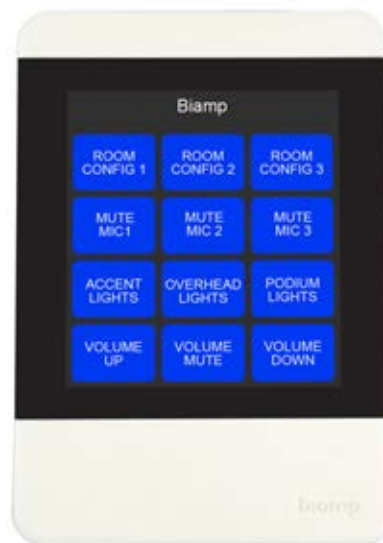 Biamp
ROOM
CONFIG 1
ROOM
CONFIG 2
ROOM
CONFIG 3
MUTE
MIC1
MUTE
MIC 2
MUTE
MIC 3
ACCENT
LIGHTS
OVERHEAD
LIGHTS
PODIUM
LIGHTS
VOLUME
UP
VOLUME
MUTE
VOLUME
DOWN
biamp.